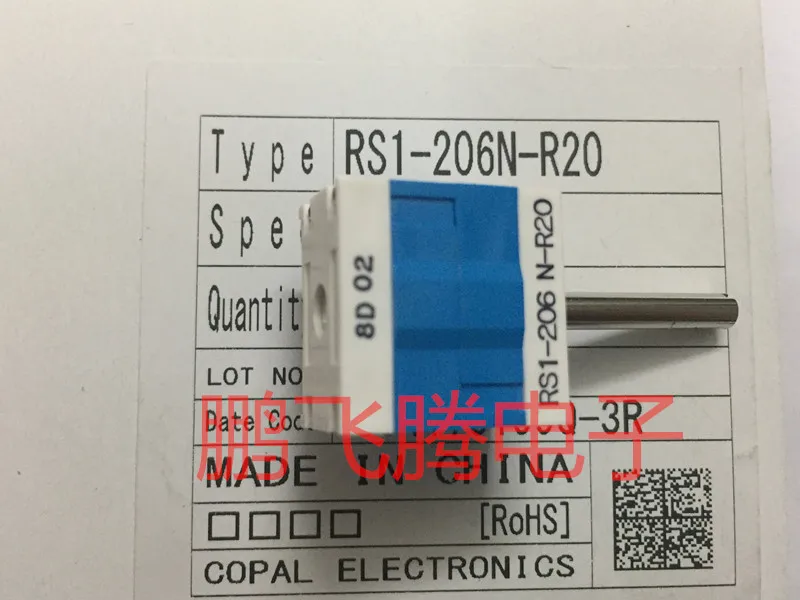 Type RS1-206N-R20
Spe
Quantit
8D 02
RS1-206 N-R20
LOT NO
Date Cod -3R
鹏飞腾电子
MADE IN CHINA
□□□□ [RoHS]
COPAL ELECTRONICS